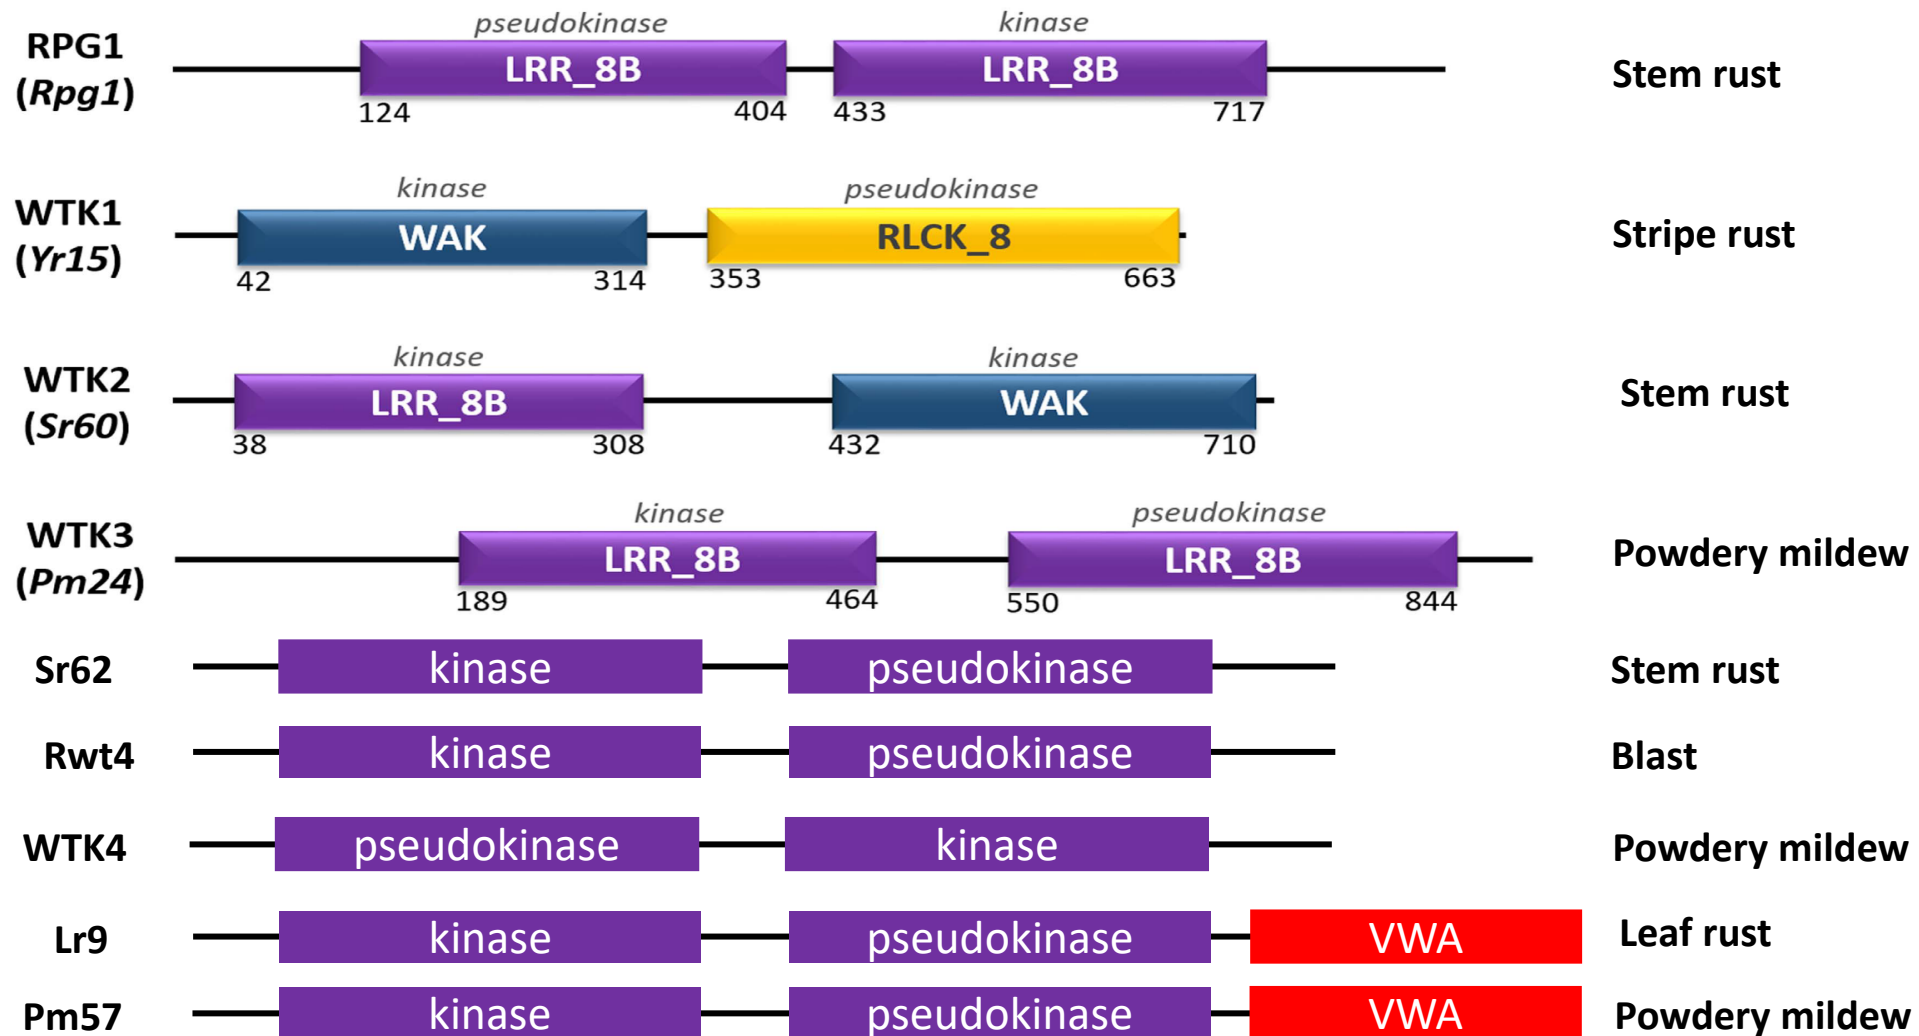 pseudokinase kinase
RPG1
(Rpg1)
LRR_8B LRR_8B
Stem rust
124 404 433 717
kinase pseudokinase
WTK1
(Yr15)
WAK RLCK_8
Stripe rust
42 314 353 663
kinase kinase
WTK2
(Sr60)
LRR_8B WAK
Stem rust
38 308 432 710
kinase pseudokinase
WTK3
(Pm24)
LRR_8B LRR_8B
Powdery mildew
189 464 550 844
Sr62 kinase pseudokinase Stem rust
Rwt4 kinase pseudokinase Blast
WTK4 pseudokinase kinase Powdery mildew
Lr9 kinase pseudokinase VWA Leaf rust
Pm57 kinase pseudokinase VWA Powdery mildew